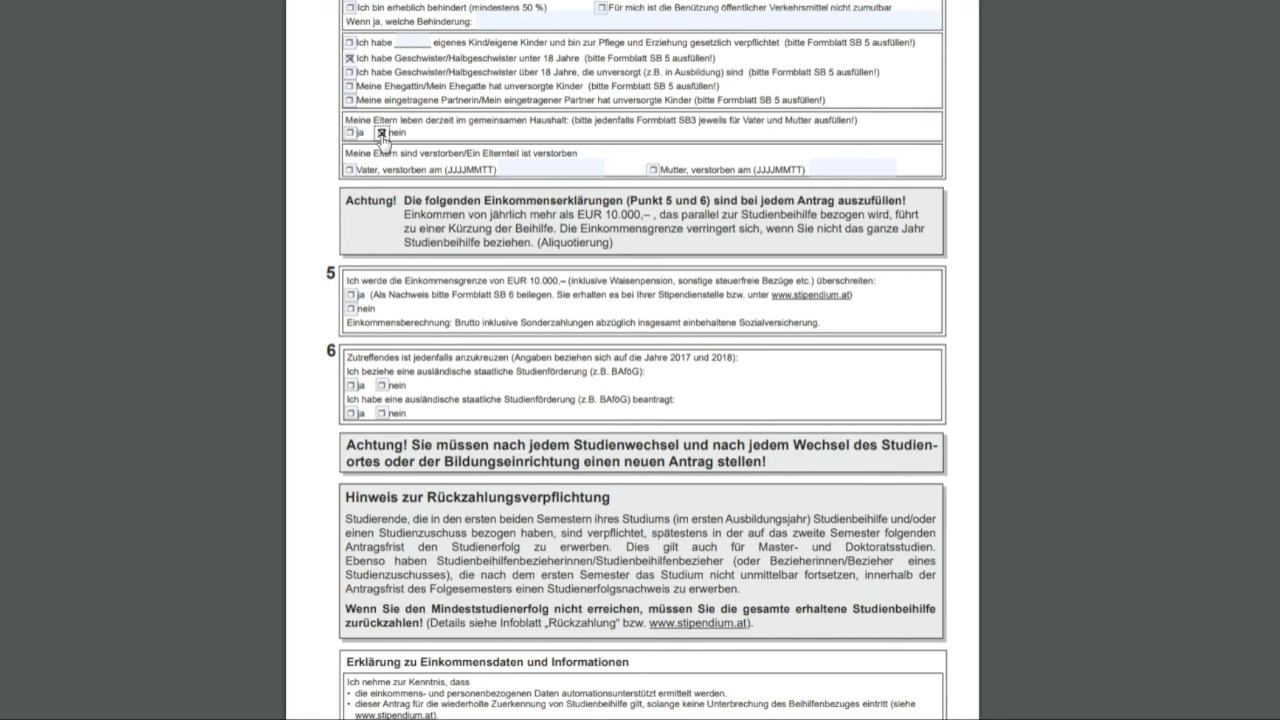 Ich bin erheblich behindert (mindestens 50 %) Für mich ist die Benützung öffentlicher Verkehrsmittel nicht zumutbar
Wenn ja, welche Behinderung:
Ich habe ______ eigenes Kind/eigene Kinder und bin zur Pflege und Erziehung gesetzlich verpflichtet (bitte Formblatt SB 5 ausfüllen!)
Ich habe Geschwister/Halbgeschwister unter 18 Jahre (bitte Formblatt SB 5 ausfüllen!)
Ich habe Geschwister/Halbgeschwister über 18 Jahre, die unversorgt (z.B. in Ausbildung) sind (bitte Formblatt SB 5 ausfüllen!)
Meine Ehegattin/Mein Ehegatte hat unversorgte Kinder (bitte Formblatt SB 5 ausfüllen!)
Meine eingetragene Partnerin/Mein eingetragener Partner hat unversorgte Kinder (bitte Formblatt SB 5 ausfüllen!)
Meine Eltern leben derzeit im gemeinsamen Haushalt: (bitte jedenfalls Formblatt SB3 jeweils für Vater und Mutter ausfüllen!)
ja nein
Meine Eltern sind verstorben/Ein Elternteil ist verstorben
Vater, verstorben am (JJJJMMTT) Mutter, verstorben am (JJJJMMTT)
Achtung! Die folgenden Einkommenserklärungen (Punkt 5 und 6) sind bei jedem Antrag auszufüllen!
Einkommen von jährlich mehr als EUR 10.000,– , das parallel zur Studienbeihilfe bezogen wird, führt
zu einer Kürzung der Beihilfe. Die Einkommensgrenze verringert sich, wenn Sie nicht das ganze Jahr
Studienbeihilfe beziehen. (Aliquotierung)
5
Ich werde die Einkommensgrenze von EUR 10.000,– (inklusive Waisenpension, sonstige steuerfreie Bezüge etc.) überschreiten:
ja (Als Nachweis bitte Formblatt SB 6 beilegen. Sie erhalten es bei Ihrer Stipendienstelle bzw. unter www.stipendium.at)
nein
Einkommensberechnung: Brutto inklusive Sonderzahlungen abzüglich insgesamt einbehaltene Sozialversicherung.
6
Zutreffendes ist jedenfalls anzukreuzen (Angaben beziehen sich auf die Jahre 2017 und 2018):
Ich beziehe eine ausländische staatliche Studienförderung (z.B. BAföG):
ja nein
Ich habe eine ausländische staatliche Studienförderung (z.B. BAföG) beantragt:
ja nein
Achtung! Sie müssen nach jedem Studienwechsel und nach jedem Wechsel des Studien-
ortes oder der Bildungseinrichtung einen neuen Antrag stellen!
Hinweis zur Rückzahlungsverpflichtung
Studierende, die in den ersten beiden Semestern ihres Studiums (im ersten Ausbildungsjahr) Studienbeihilfe und/oder
einen Studienzuschuss bezogen haben, sind verpflichtet, spätestens in der auf das zweite Semester folgenden
Antragsfrist den Studienerfolg zu erwerben. Dies gilt auch für Master- und Doktoratsstudien.
Ebenso haben Studienbeihilfenbezieherinnen/Studienbeihilfenbezieher (oder Bezieherinnen/Bezieher eines
Studienzuschusses), die nach dem ersten Semester das Studium nicht unmittelbar fortsetzen, innerhalb der
Antragsfrist des Folgesemesters einen Studienerfolgsnachweis zu erwerben.
Wenn Sie den Mindeststudienerfolg nicht erreichen, müssen Sie die gesamte erhaltene Studienbeihilfe
zurückzahlen! (Details siehe Infoblatt „Rückzahlung“ bzw. www.stipendium.at).
Erklärung zu Einkommensdaten und Informationen
Ich nehme zur Kenntnis, dass
• die einkommens- und personenbezogenen Daten automationsunterstützt ermittelt werden.
• dieser Antrag für die wiederholte Zuerkennung von Studienbeihilfe gilt, solange keine Unterbrechung des Beihilfenbezuges eintritt (siehe
www.stipendium.at).